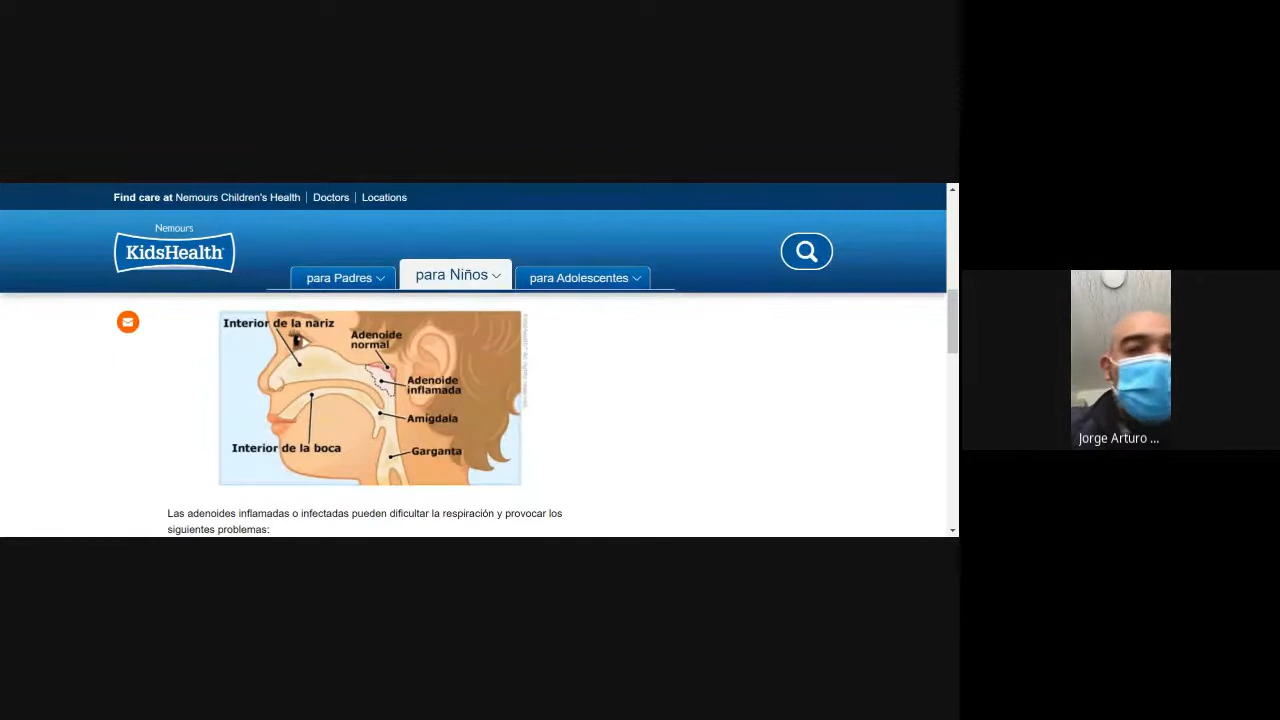 Find care at Nemours Children's Health | Doctors | Locations
Nemours
KidsHealth
para Padres
para Niños
para Adolescentes
Interior de la nariz
Adenoide
normal
Adenoide
inflamada
Amígdala
Interior de la boca
Garganta
Las adenoides inflamadas o infectadas pueden dificultar la respiración y provocar los
siguientes problemas:
Jorge Arturo ...